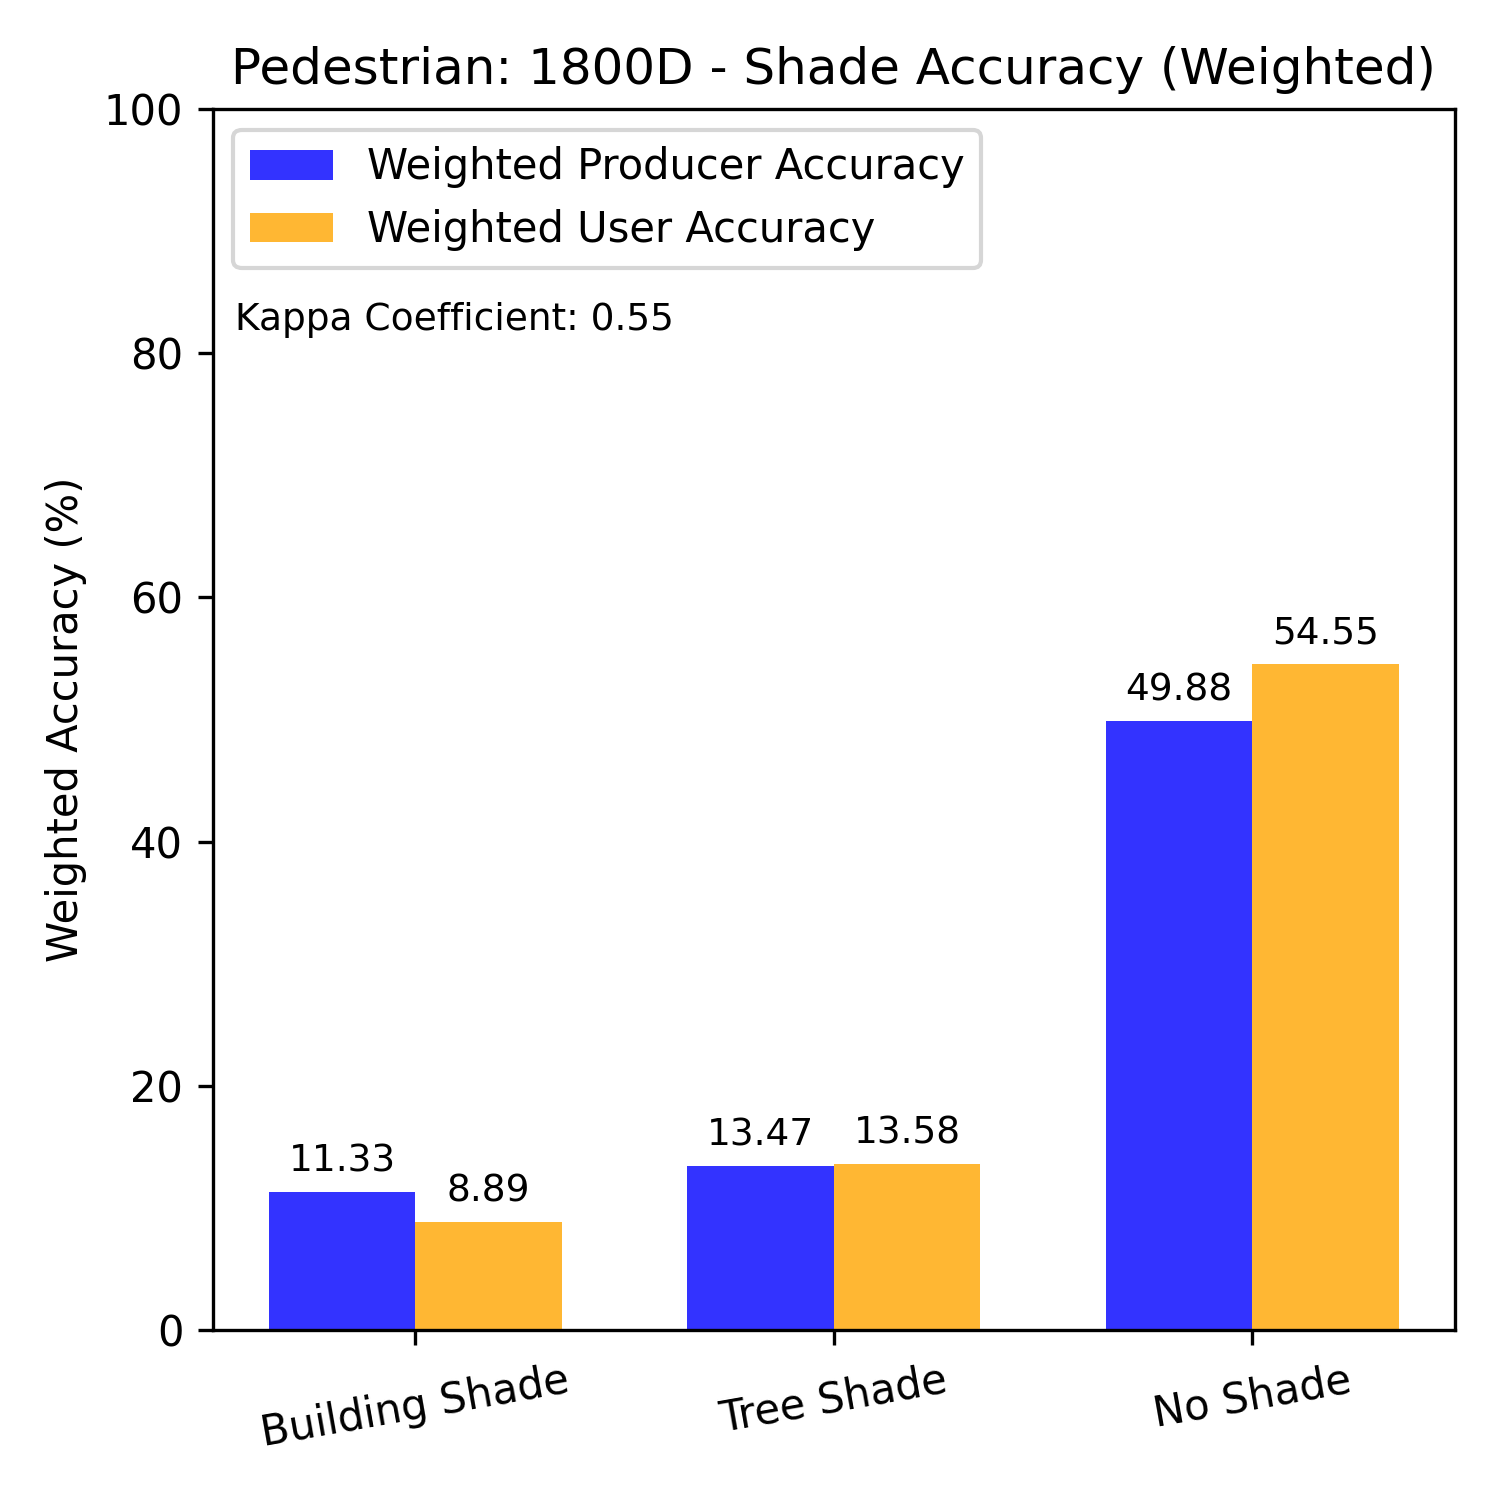 Pedestrian: 1800D - Shade Accuracy (Weighted)
Weighted Producer Accuracy
Weighted User Accuracy
Kappa Coefficient: 0.55
Weighted Accuracy (%)
100
80
60
40
20
0
11.33
8.89
13.47
13.58
49.88
54.55
Building Shade
Tree Shade
No Shade